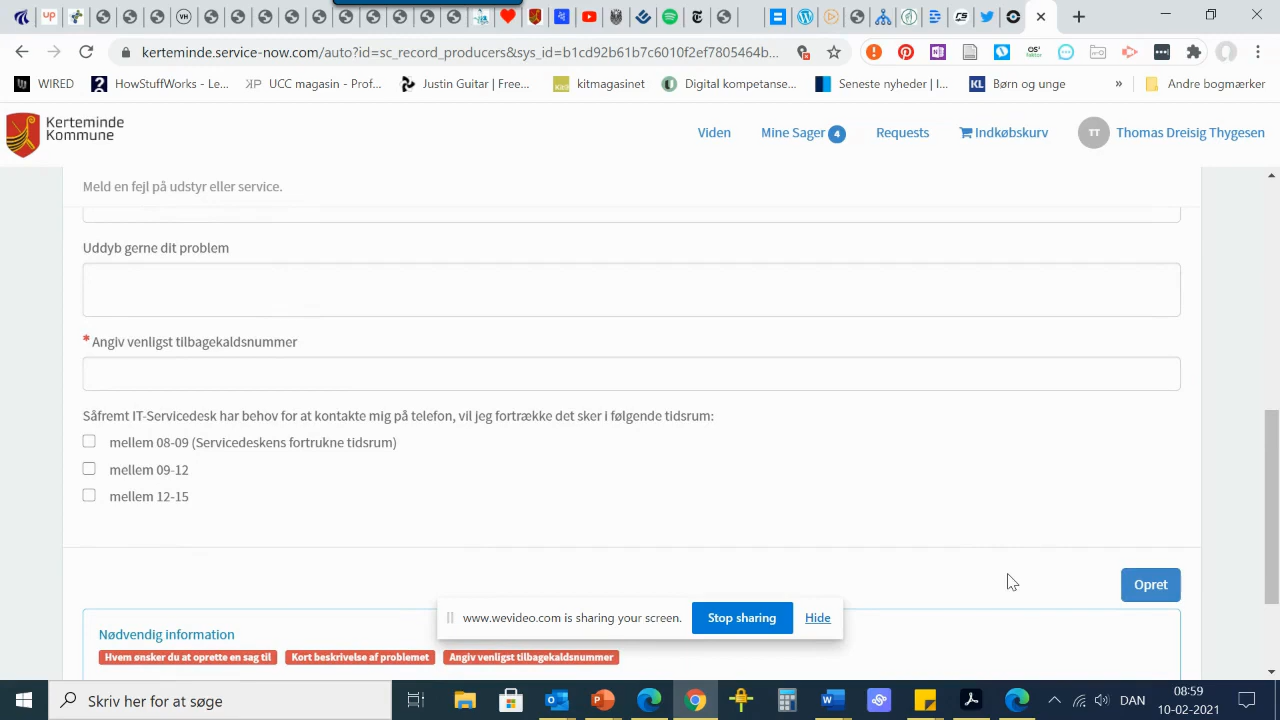 kerteminde.service-now.com/auto?id=sc_record_producers&sys_id=b1cd92b61b7c6010f2ef7805464b...
WIRED
HowStuffWorks - Le...
UCC magasin - Prof...
Justin Guitar | Free...
kitmagasinet
Digital kompetanse...
Seneste nyheder | I...
KL Børn og unge
»
Andre bogmærker
Kerteminde
Kommune
Viden
Mine Sager 4
Requests
Indkøbskurv
TT Thomas Dreisig Thygesen
Meld en fejl på udstyr eller service.
Uddyb gerne dit problem
* Angiv venligst tilbagekaldsnummer
Såfremt IT-Servicedesk har behov for at kontakte mig på telefon, vil jeg fortrække det sker i følgende tidsrum:
mellem 08-09 (Servicedeskens fortrukne tidsrum)
mellem 09-12
mellem 12-15
Opret
www.wevideo.com is sharing your screen.
Stop sharing
Hide
Nødvendig information
Hvem ønsker du at oprette en sag til
Kort beskrivelse af problemet
Angiv venligst tilbagekaldsnummer
Skriv her for at søge
DAN
08:59
10-02-2021